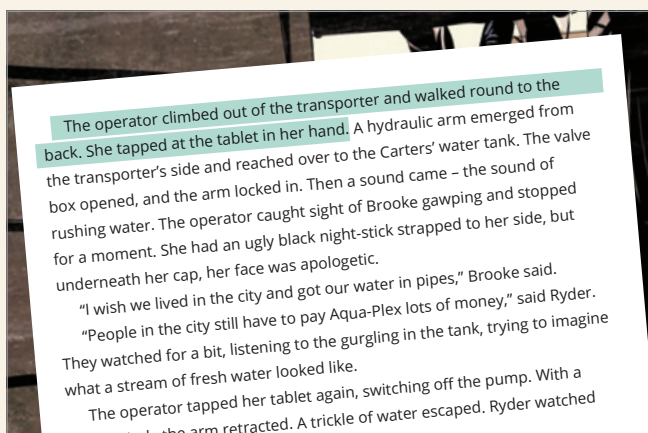 The operator climbed out of the transporter and walked round to the
back. She tapped at the tablet in her hand. A hydraulic arm emerged from
the transporter’s side and reached over to the Carters’ water tank. The valve
box opened, and the arm locked in. Then a sound came – the sound of
rushing water. The operator caught sight of Brooke gawping and stopped
for a moment. She had an ugly black night-stick strapped to her side, but
underneath her cap, her face was apologetic.
“I wish we lived in the city and got our water in pipes,” Brooke said.
“People in the city still have to pay Aqua-Plex lots of money,” said Ryder.
They watched for a bit, listening to the gurgling in the tank, trying to imagine
what a stream of fresh water looked like.
The operator tapped her tablet again, switching off the pump. With a
the arm retracted. A trickle of water escaped. Ryder watched